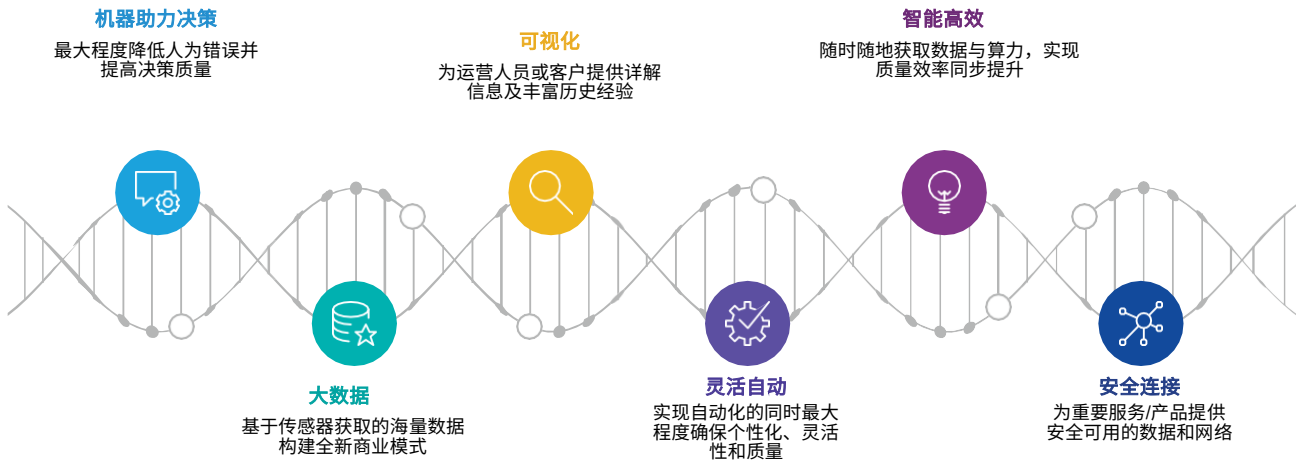 机器助力决策
最大程度降低人为错误并
提高决策质量
大数据
基于传感器获取的海量数据
构建全新商业模式
可视化
为运营人员或客户提供详解
信息及丰富历史经验
灵活自动
实现自动化的同时最大
程度确保个性化、灵活
性和质量
智能高效
随时随地获取数据与算力，实现
质量效率同步提升
安全连接
为重要服务/产品提供
安全可用的数据和网络